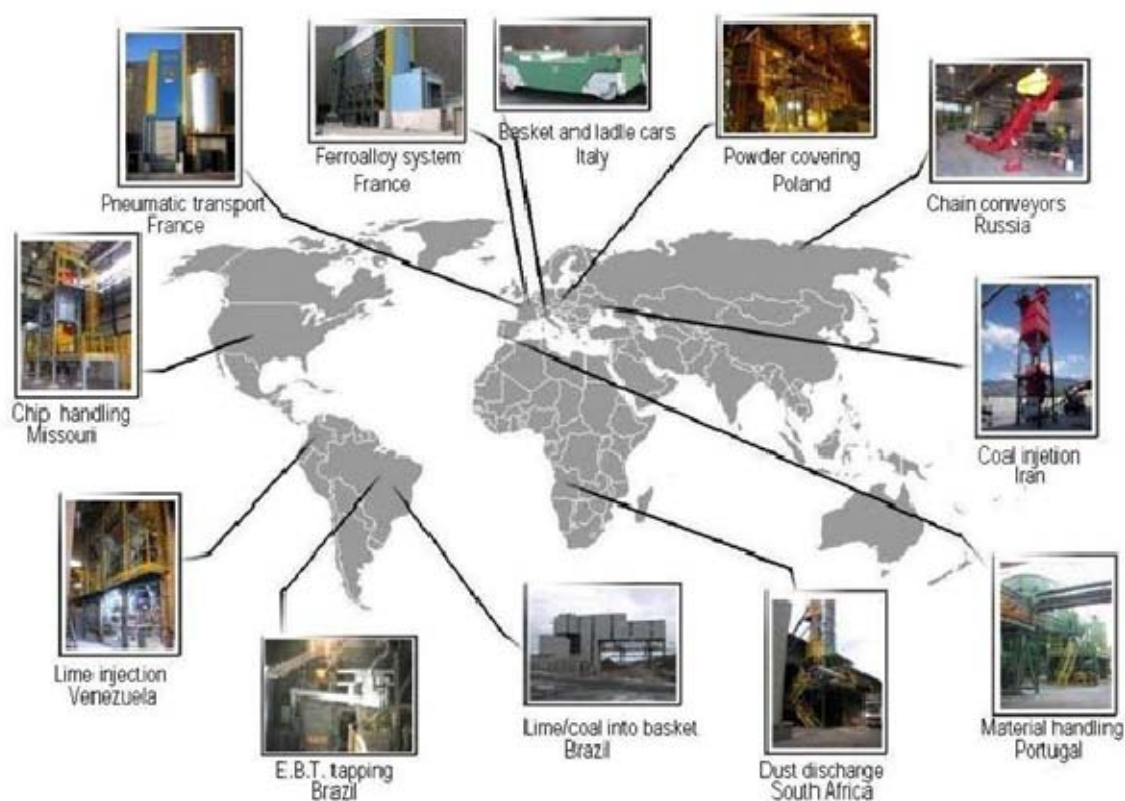 Pneumatic transport
France
Ferroalloy system
France
Basket and ladle cars
Italy
Powder covering
Poland
Chain conveyors
Russia
Chip handling
Missouri
Coal injetion
Iran
Lime injection
Venezuela
E.B.T. tapping
Brazil
Lime/coal into basket
Brazil
Dust discharge
South Africa
Material handling
Portugal